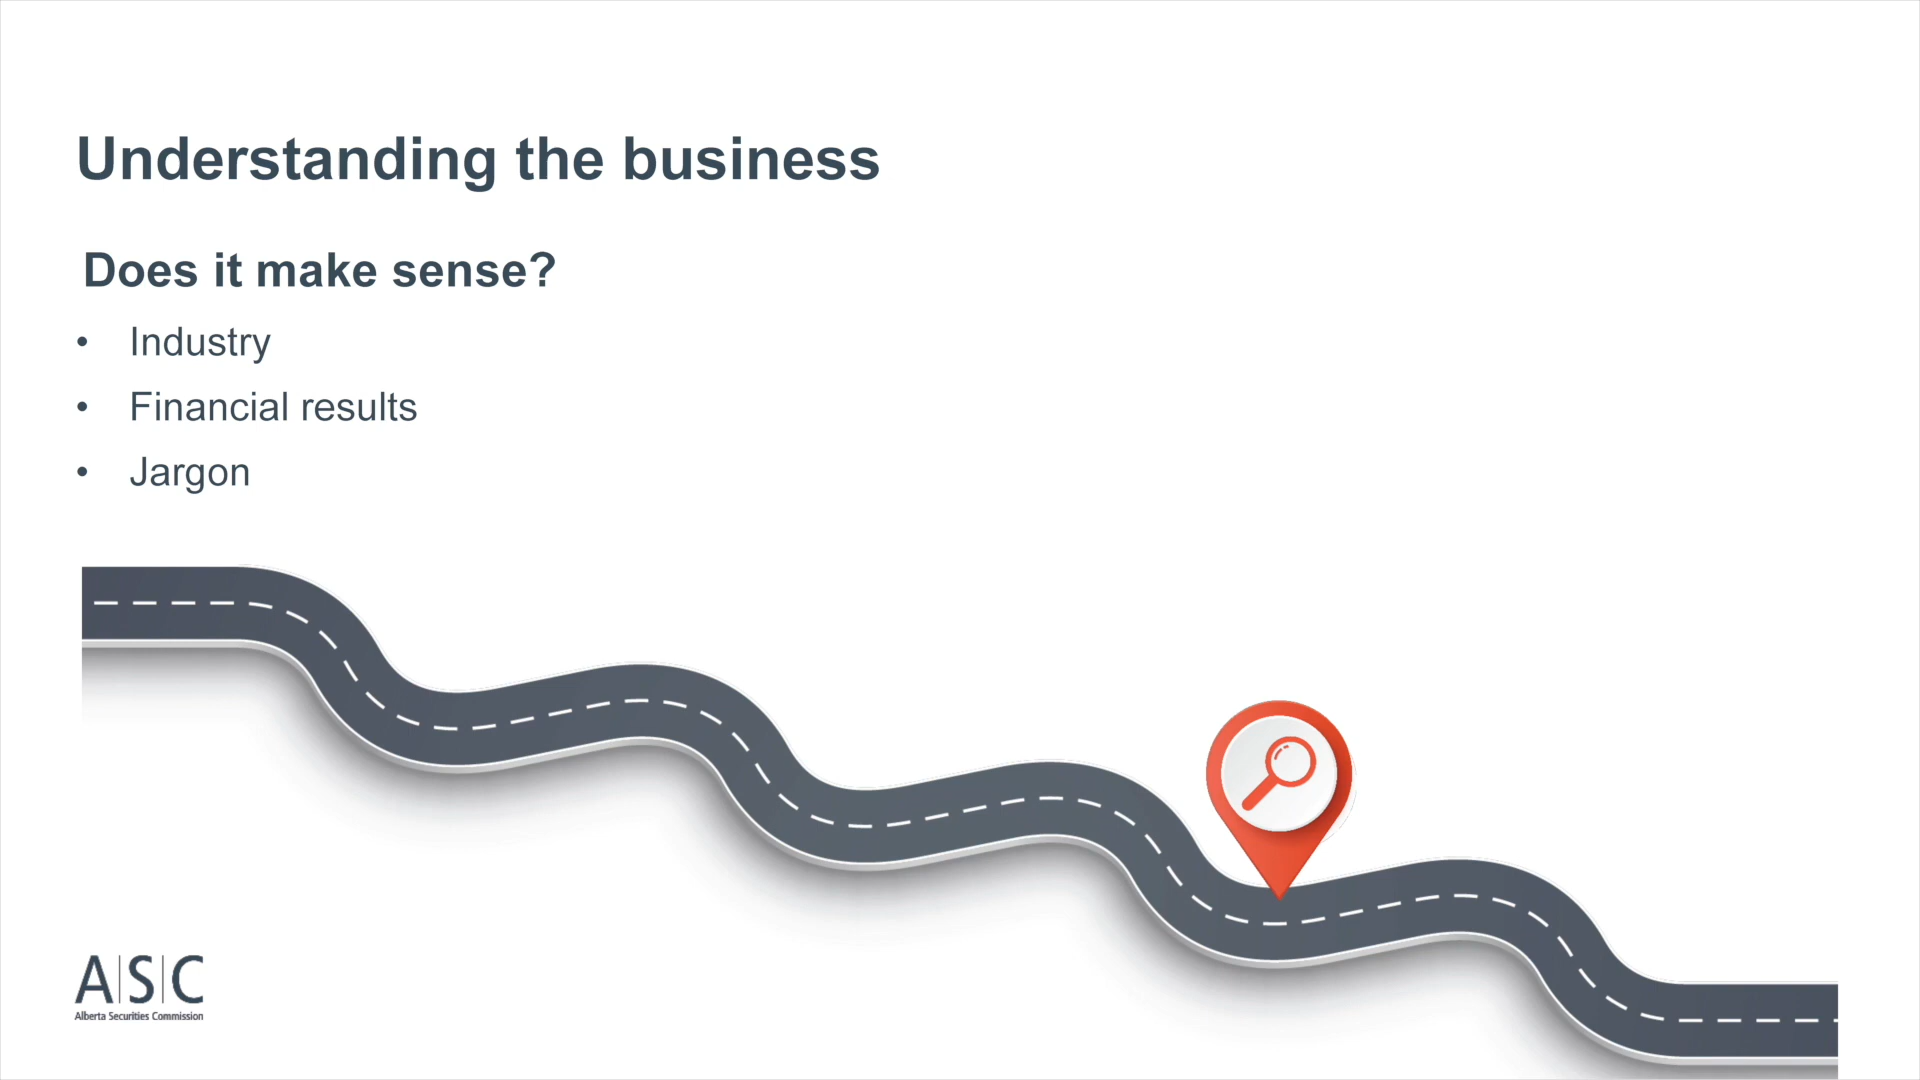 Understanding the business
Does it make sense?
• Industry
• Financial results
• Jargon
A|S|C
Alberta Securities Commission